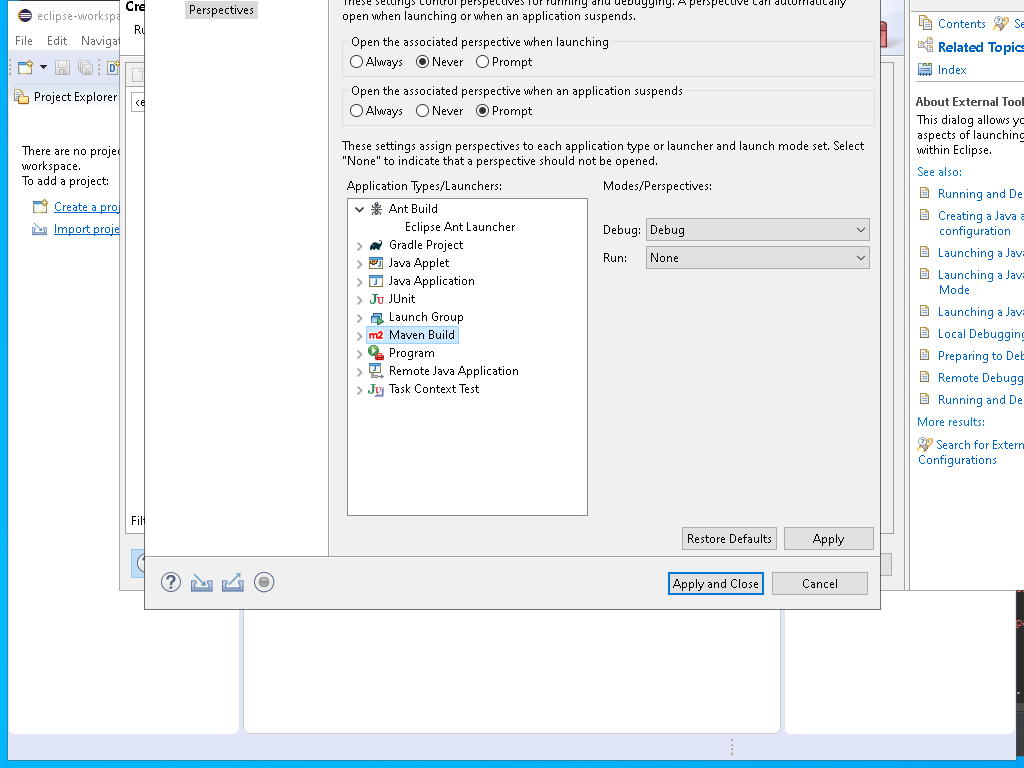 eclipse-workspa
Cre
Perspectives
These settings control perspectives for running and debugging. A perspective can automatically
open when launching or when an application suspends.
File Edit Navigat
Ru
Contents Se
Related Topics
Index
Open the associated perspective when launching
Always Never Prompt
Project Explorer
<e
Open the associated perspective when an application suspends
Always Never Prompt
There are no proje
workspace.
To add a project:
Create a proj
Import proje
These settings assign perspectives to each application type or launcher and launch mode set. Select
"None" to indicate that a perspective should not be opened.
Application Types/Launchers:
Modes/Perspectives:
Ant Build
Eclipse Ant Launcher
Gradle Project
Java Applet
Java Application
Ju JUnit
Launch Group
m2 Maven Build
Program
Remote Java Application
Task Context Test
Debug: Debug
Run: None
About External Tool
This dialog allows yo
aspects of launching
within Eclipse.
See also:
Running and De
Creating a Java a
configuration
Launching a Java
Launching a Java
Mode
Launching a Java
Local Debugging
Preparing to Deb
Remote Debugg
Running and De
More results:
Search for Extern
Configurations
Filt
Restore Defaults Apply
Apply and Close Cancel